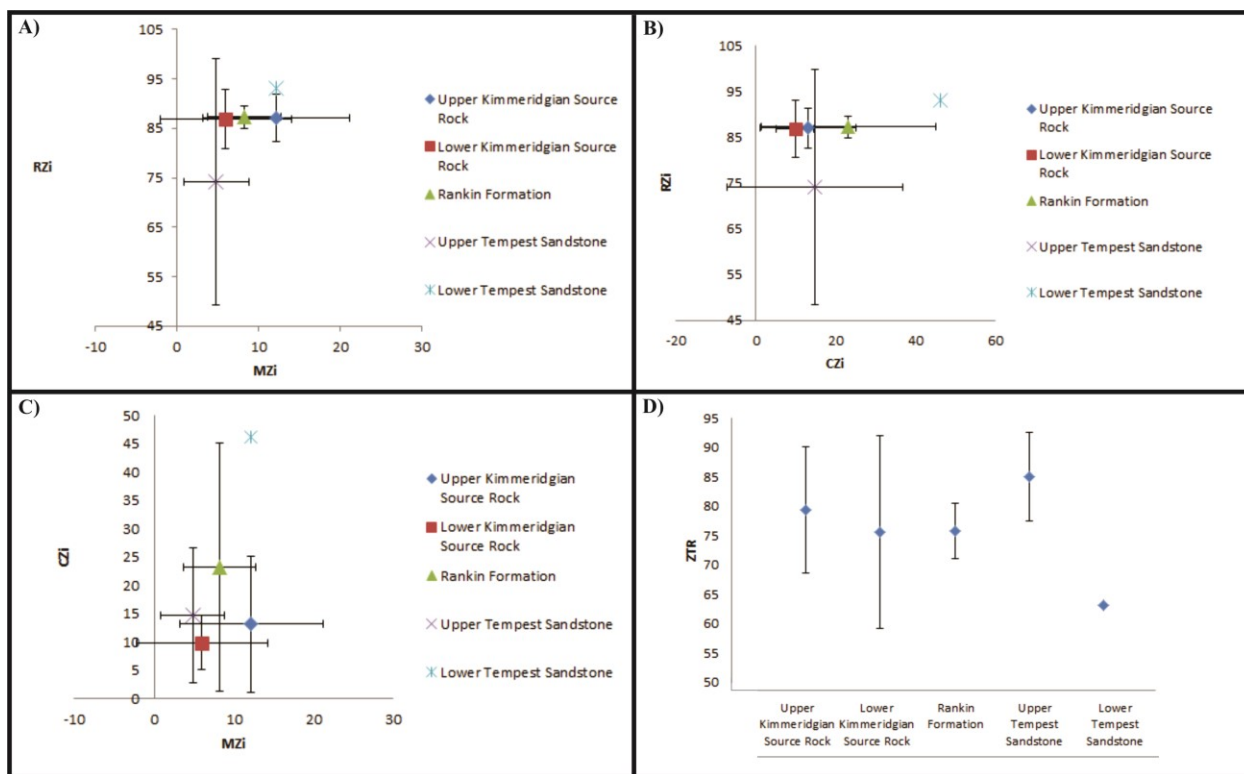 A)
105
95
85
75
65
55
45
-10
0
10
20
30
RZi
MZi
Upper Kimmeridgian Source
Rock
Lower Kimmeridgian Source
Rock
Rankin Formation
Upper Tempest Sandstone
Lower Tempest Sandstone
B)
105
95
85
75
65
55
45
-20
0
20
40
60
RZi
CZi
Upper Kimmeridgian Source
Rock
Lower Kimmeridgian Source
Rock
Rankin Formation
Upper Tempest Sandstone
Lower Tempest Sandstone
C)
50
45
40
35
30
25
20
15
10
5
0
-10
0
10
20
30
CZi
MZi
Upper Kimmeridgian
Source Rock
Lower Kimmeridgian
Source Rock
Rankin Formation
Upper Tempest Sandstone
Lower Tempest Sandstone
D)
95
90
85
80
75
70
65
60
55
50
ZTR
Upper
Kimmeridgian
Source Rock
Lower
Kimmeridgian
Source Rock
Rankin
Formation
Upper
Tempest
Sandstone
Lower
Tempest
Sandstone